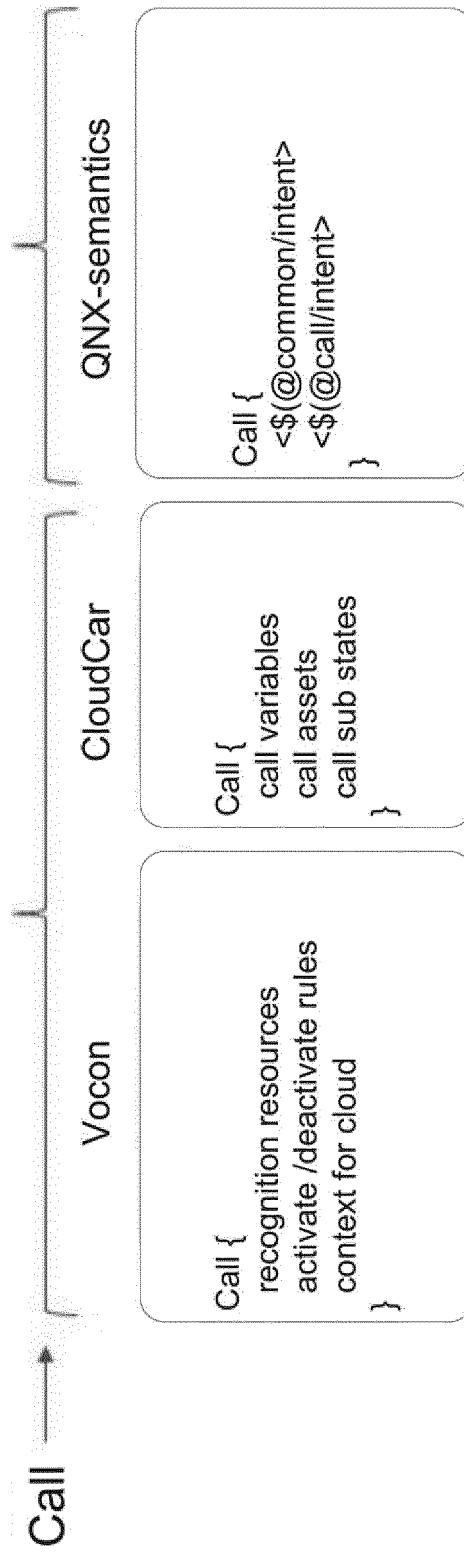 Call
Vocon
Call {
recognition resources
activate /deactivate rules
context for cloud
}
CloudCar
Call {
call variables
call assets
call sub states
}
QNX-semantics
Call {
<$(@common/intent>
<$(@call/intent>
}